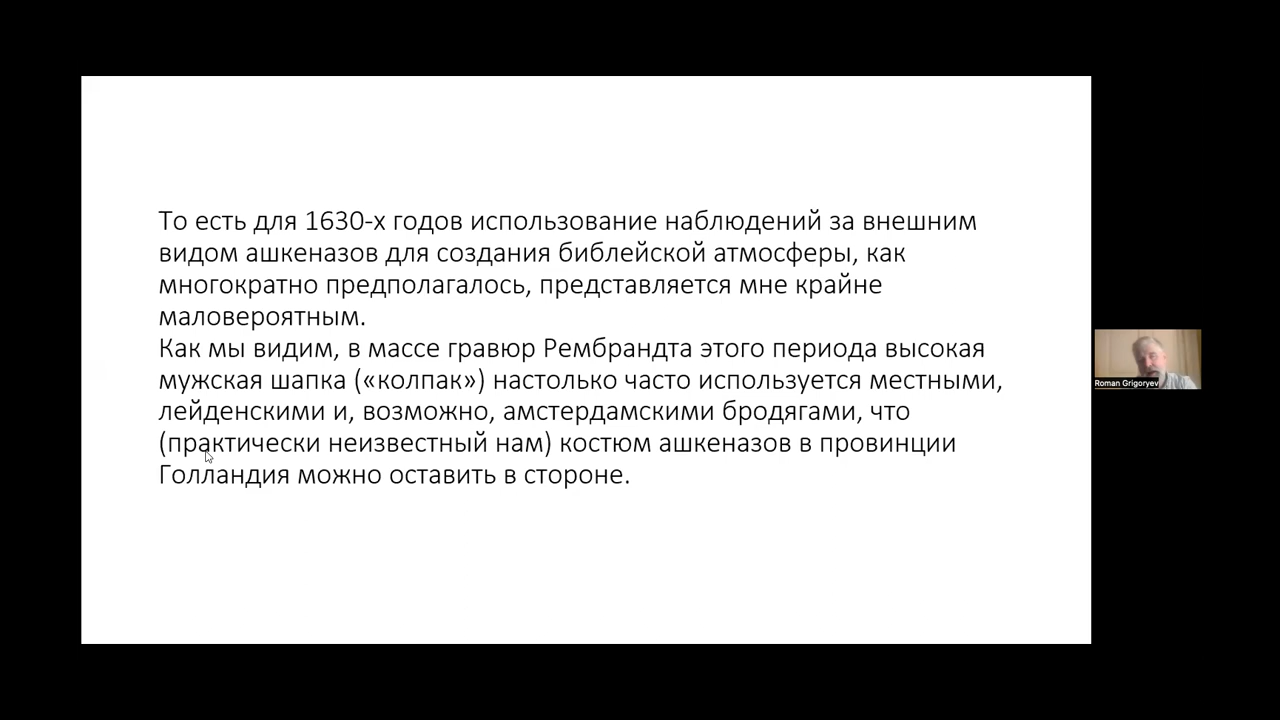 То есть для 1630-х годов использование наблюдений за внешним
видом ашкеназов для создания библейской атмосферы, как
многократно предполагалось, представляется мне крайне
маловероятным.
Как мы видим, в массе гравюр Рембрандта этого периода высокая
мужская шапка («колпак») настолько часто используется местными,
лейденскими и, возможно, амстердамскими бродягами, что
(практически неизвестный нам) костюм ашкеназов в провинции
Голландия можно оставить в стороне.
Roman Grigoryev